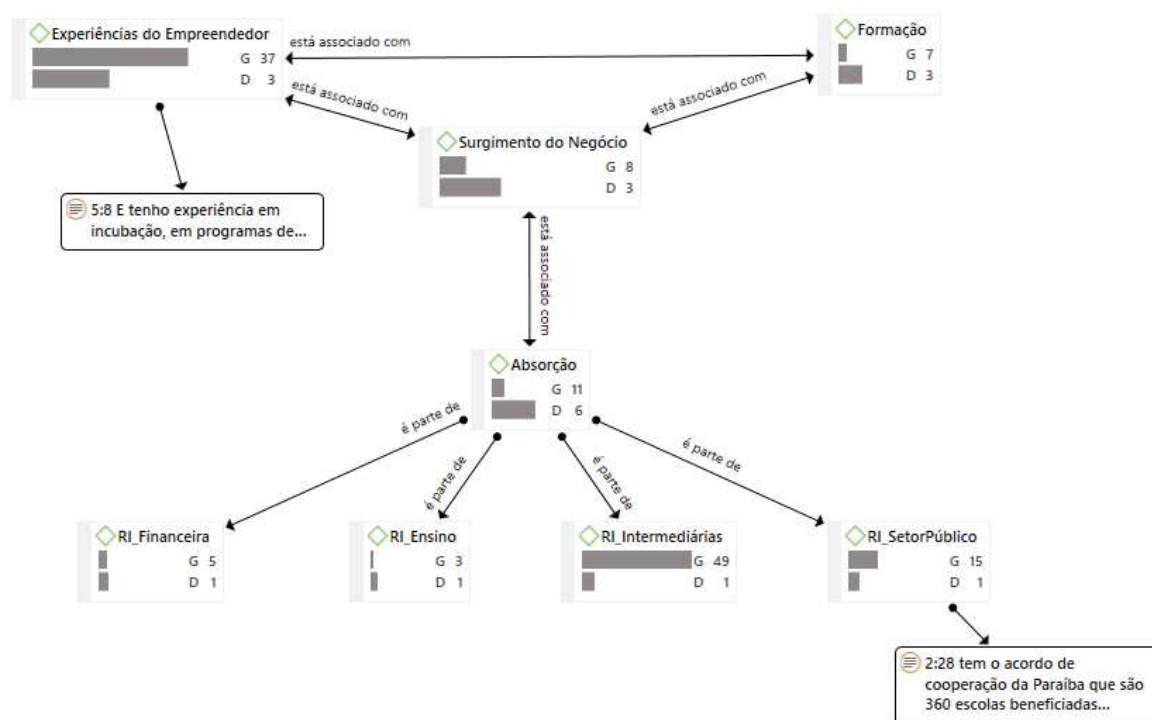 Experiências do Empreendedor
G 37
D 3
está associado com
Formação
G 7
D 3
está associado com
está associado com
Surgimento do Negócio
G 8
D 3
5:8 E tenho experiência em
incubação, em programas de...
está associado com
Absorção
G 11
D 6
é parte de
é parte de
é parte de
é parte de
RI_Financeira
G 5
D 1
RI_Ensino
G 3
D 1
RI_Intermediárias
G 49
D 1
RI_SetorPúblico
G 15
D 1
2:28 tem o acordo de
cooperação da Paraíba que são
360 escolas beneficiadas...